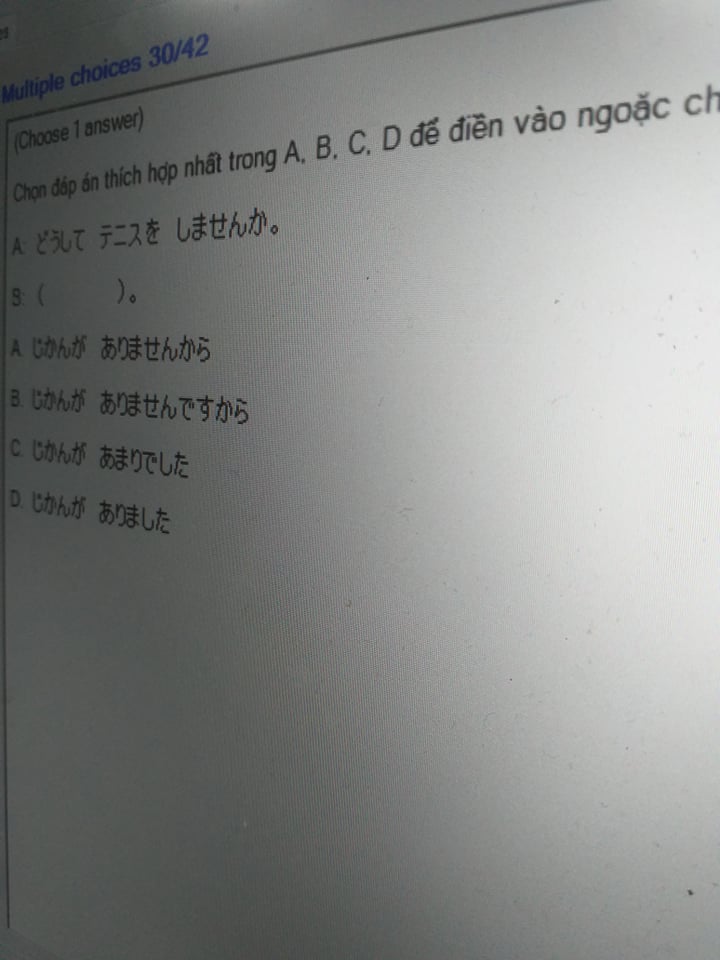 Multiple choices 30/42
(Choose 1 answer)
Chọn đáp án thích hợp nhất trong A, B, C, D để điền vào ngoặc
A: どうして テニスを しませんか。
B: ( )。
A. じかんが ありませんから
B. じかんが ありませんですから
C. じかんが あまりでした
D. じかんが ありました